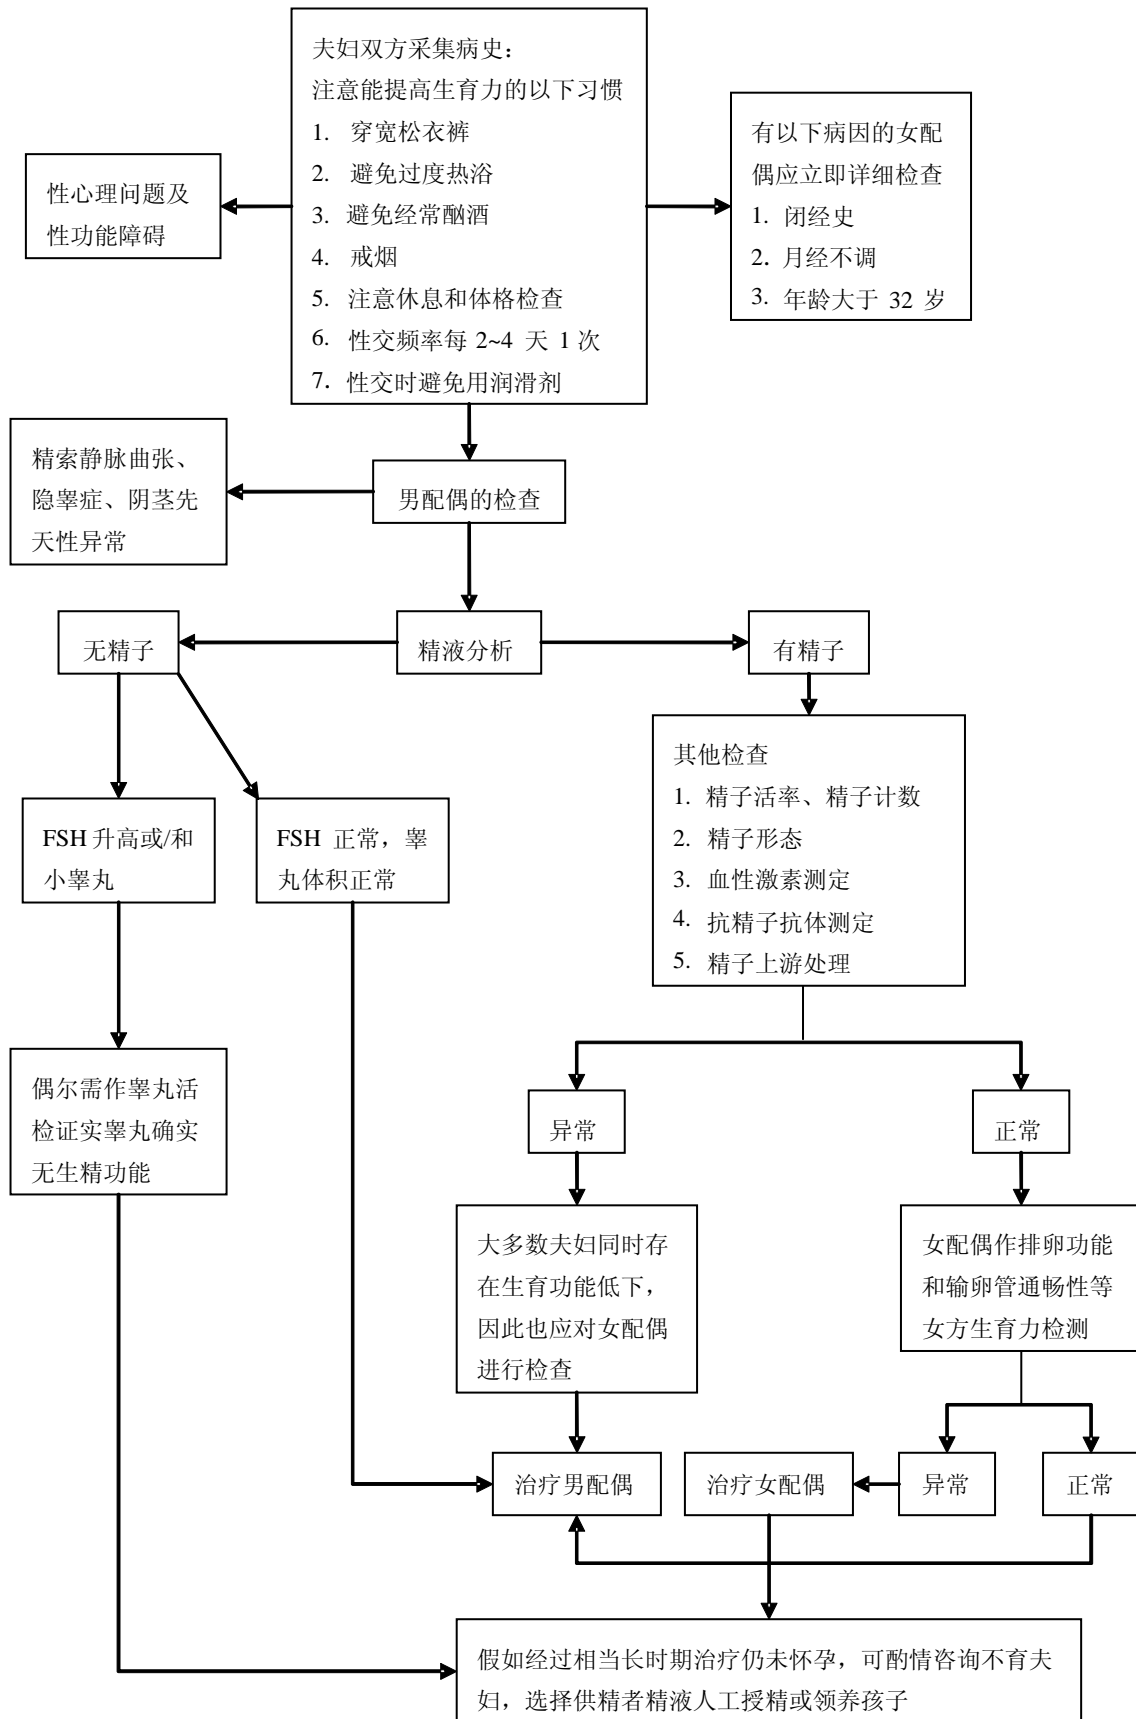 夫妇双方采集病史：
注意能提高生育力的以下习惯
1. 穿宽松衣裤
2. 避免过度热浴
3. 避免经常酗酒
4. 戒烟
5. 注意休息和体格检查
6. 性交频率每 2~4 天 1 次
7. 性交时避免用润滑剂
性心理问题及
性功能障碍
有以下病因的女配
偶应立即详细检查
1. 闭经史
2. 月经不调
3. 年龄大于 32 岁
男配偶的检查
精索静脉曲张、
隐睾症、阴茎先
天性异常
精液分析
无精子
有精子
FSH 升高或/和
小睾丸
FSH 正常，睾
丸体积正常
其他检查
1. 精子活率、精子计数
2. 精子形态
3. 血性激素测定
4. 抗精子抗体测定
5. 精子上游处理
偶尔需作睾丸活
检证实睾丸确实
无生精功能
异常
正常
大多数夫妇同时存
在生育功能低下，
因此也应对女配偶
进行检查
女配偶作排卵功能
和输卵管通畅性等
女方生育力检测
治疗男配偶
治疗女配偶
异常
正常
假如经过相当长时期治疗仍未怀孕，可酌情咨询不育夫
妇，选择供精者精液人工授精或领养孩子